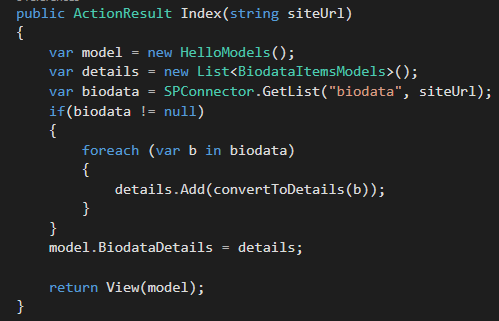 public ActionResult Index(string siteUrl)
{
var model = new HelloModels();
var details = new List<BiodataItemsModels>();
var biodata = SPConnector.GetList("biodata", siteUrl);
if(biodata != null)
{
foreach (var b in biodata)
{
details.Add(convertToDetails(b));
}
}
model.BiodataDetails = details;
return View(model);
}